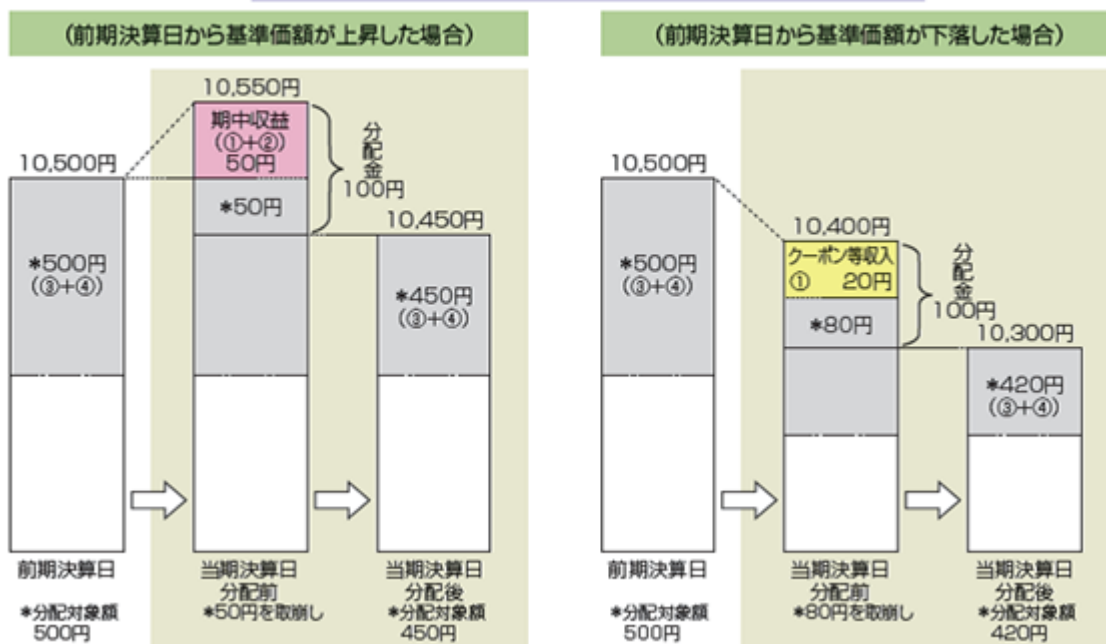 (前期決算日から基準価額が上昇した場合)
10,550円
期中収益
(①+②)
50円
分配金
100円
10,500円
*50円
10,450円
*500円
(③+④)
*450円
(③+④)
前期決算日
当期決算日
分配前
当期決算日
分配後
*分配対象額
500円
*50円を取崩し
*分配対象額
450円
(前期決算日から基準価額が下落した場合)
10,500円
10,400円
クーポン等収入
① 20円
分配金
100円
*500円
(③+④)
*80円
10,300円
*420円
(③+④)
前期決算日
当期決算日
分配前
当期決算日
分配後
*分配対象額
500円
*80円を取崩し
*分配対象額
420円